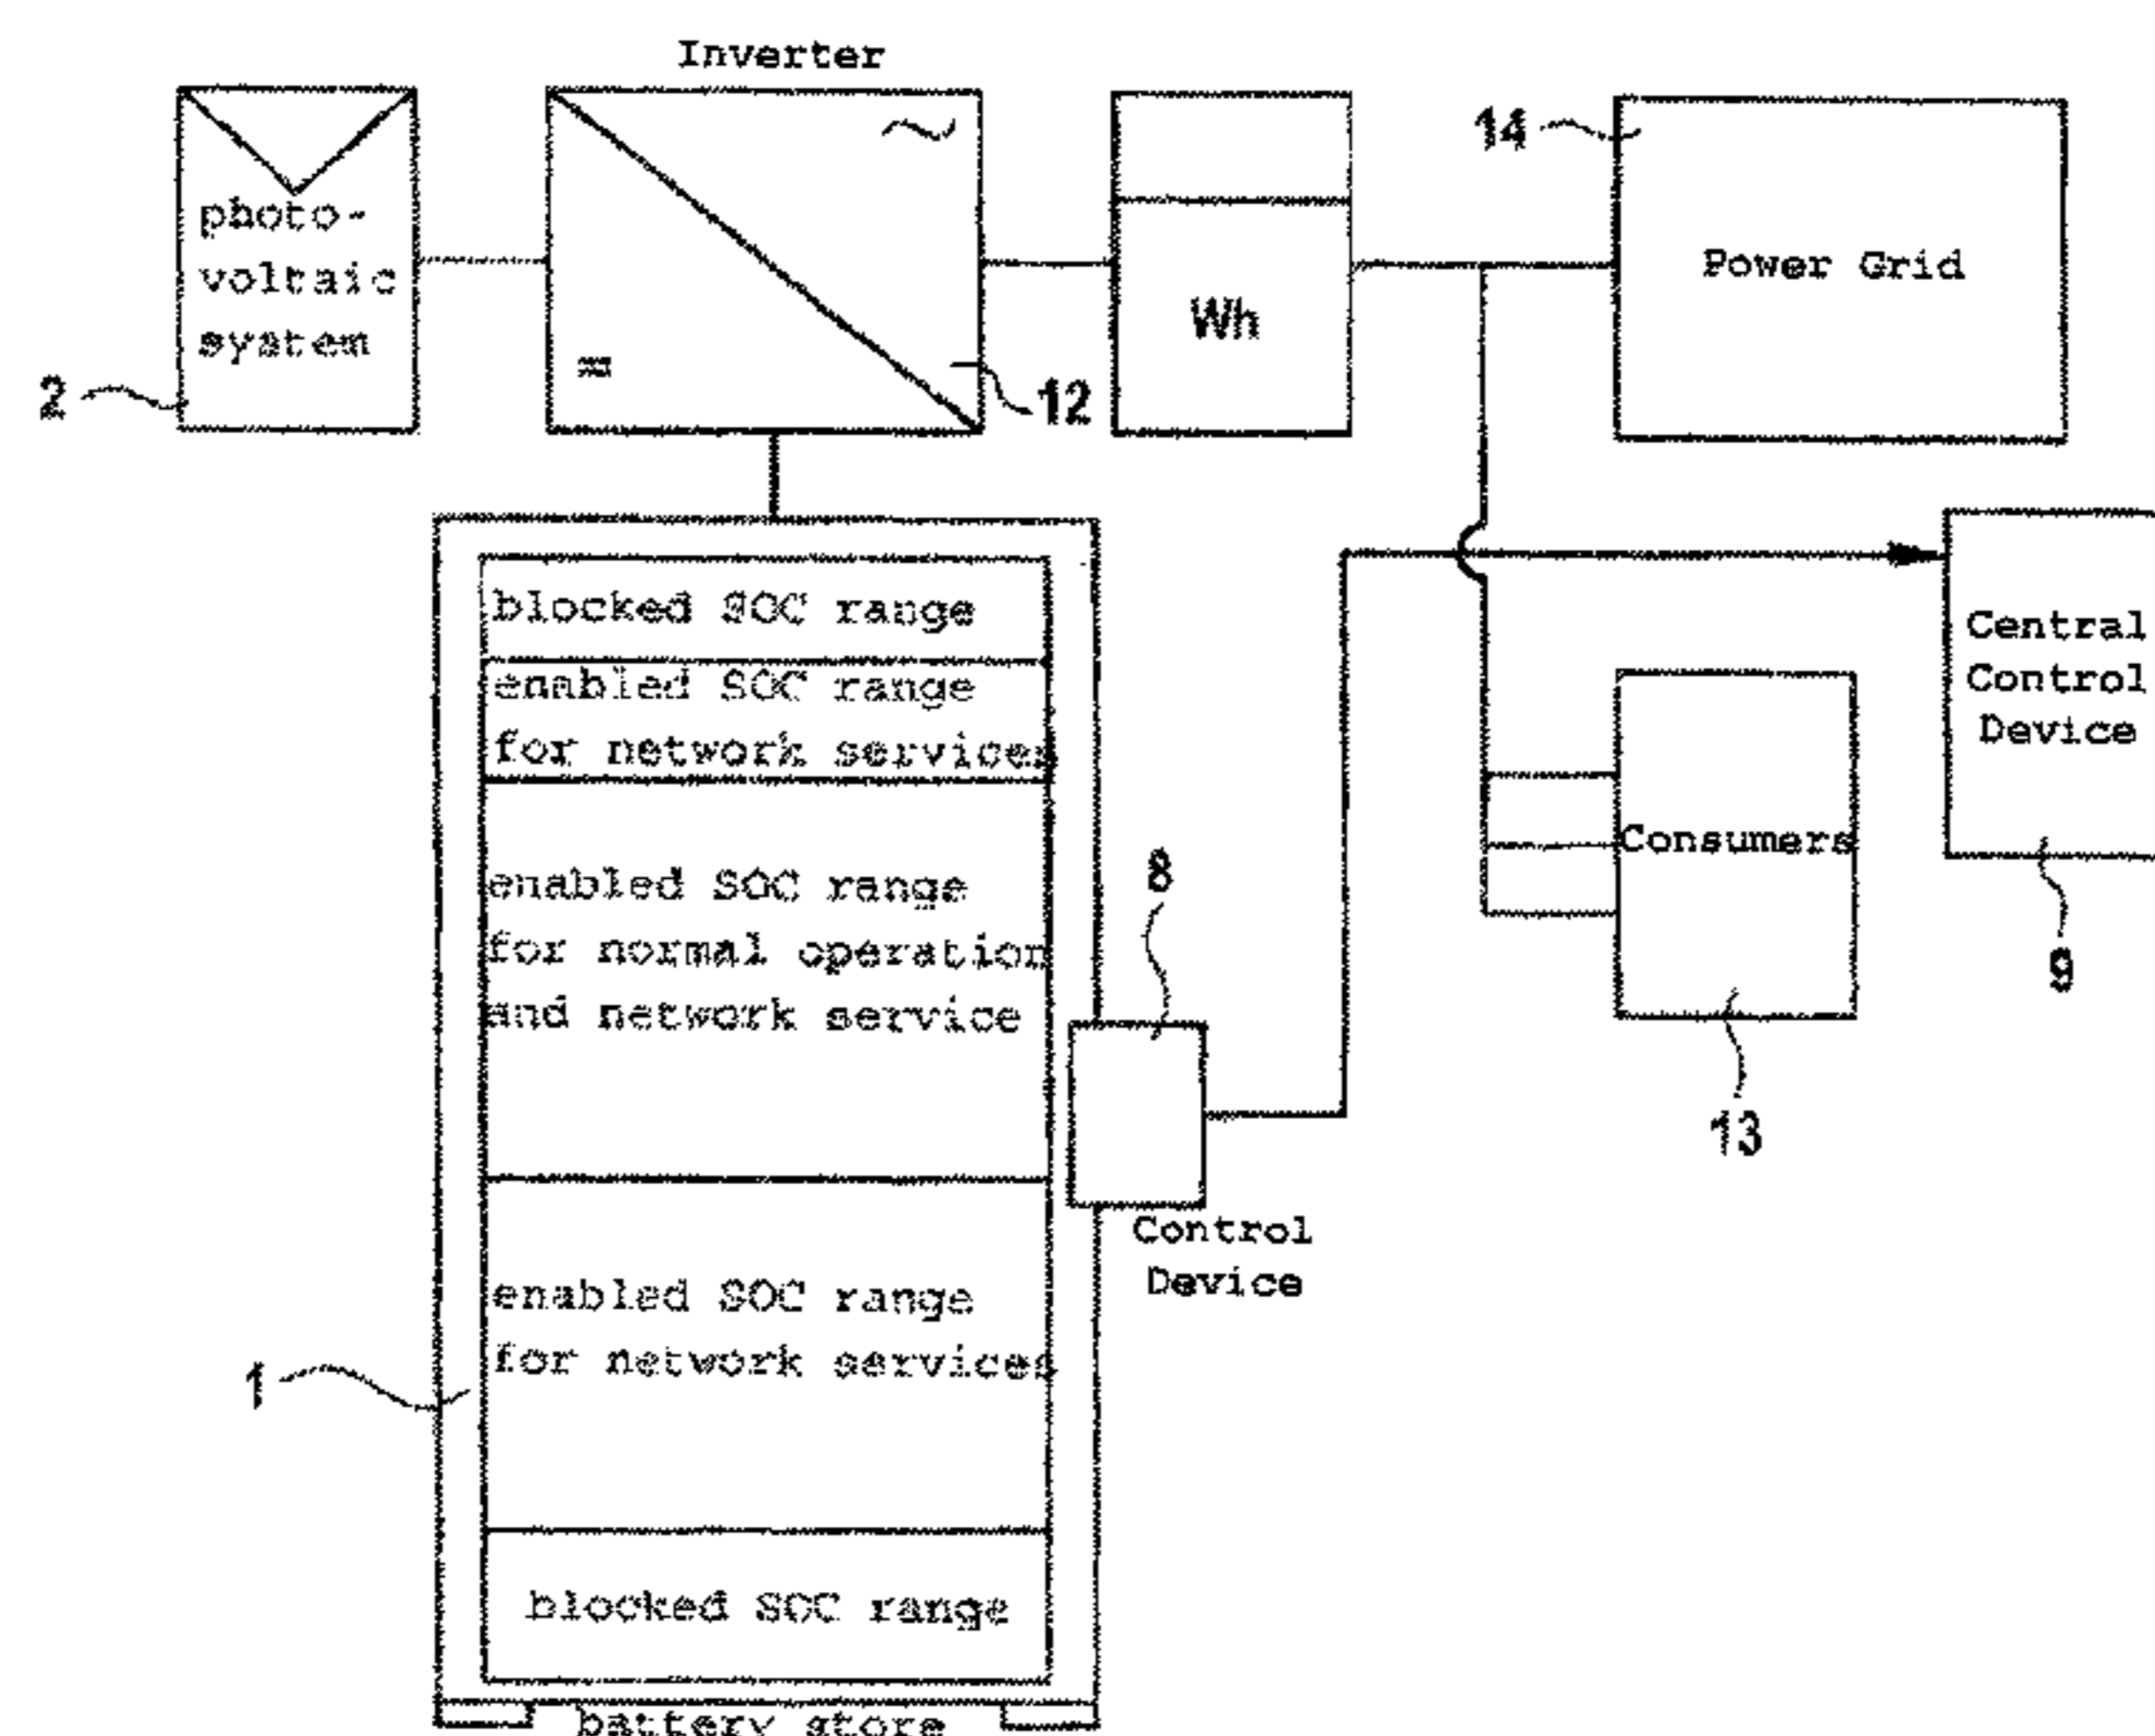 Inverter
photo-
voltaic
system
2
12
Wh
14
Power Grid
blocked SOC range
enabled SOC range
for network services
enabled SOC range
for normal operation
and network service
enabled SOC range
for network services
blocked SOC range
battery store
1
8
Control
Device
Consumers
13
Central
Control
Device
9